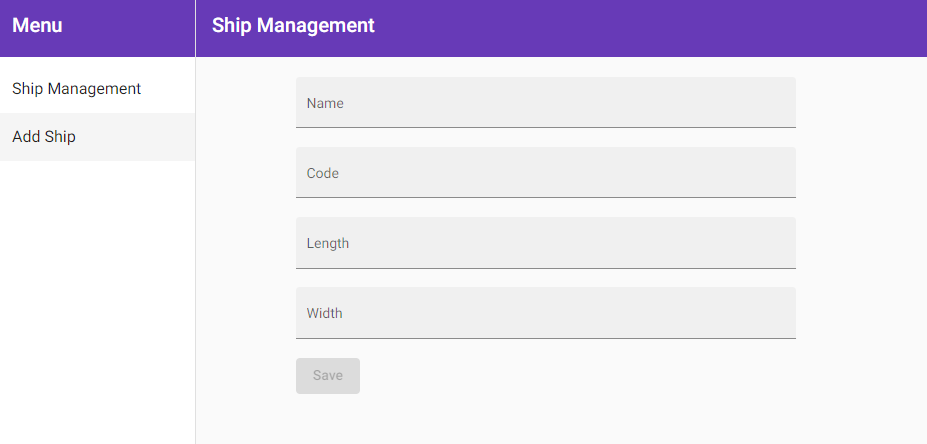 Menu
Ship Management
Ship Management
Add Ship
Name
Code
Length
Width
Save